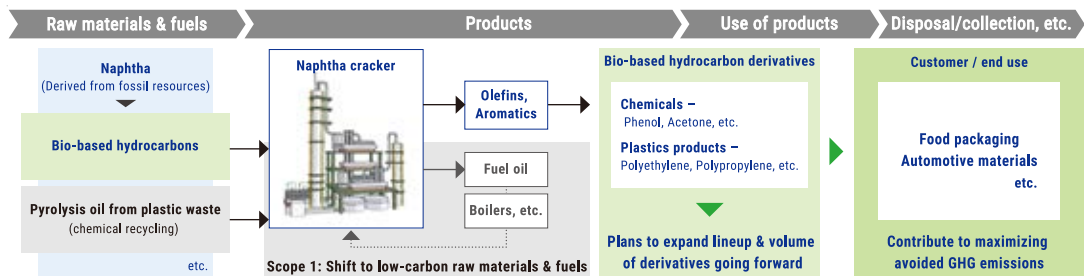 Raw materials & fuels
Products
Use of products
Disposal/collection, etc.
Naphtha
(Derived from fossil resources)
Bio-based hydrocarbons
Pyrolysis oil from plastic waste
(chemical recycling)
etc.
Naphtha cracker
Olefins,
Aromatics
Fuel oil
Boilers, etc.
Scope 1: Shift to low-carbon raw materials & fuels
Bio-based hydrocarbon derivatives
Chemicals –
Phenol, Acetone, etc.
Plastics products –
Polyethylene, Polypropylene, etc.
Plans to expand lineup & volume
of derivatives going forward
Customer / end use
Food packaging
Automotive materials
etc.
Contribute to maximizing
avoided GHG emissions